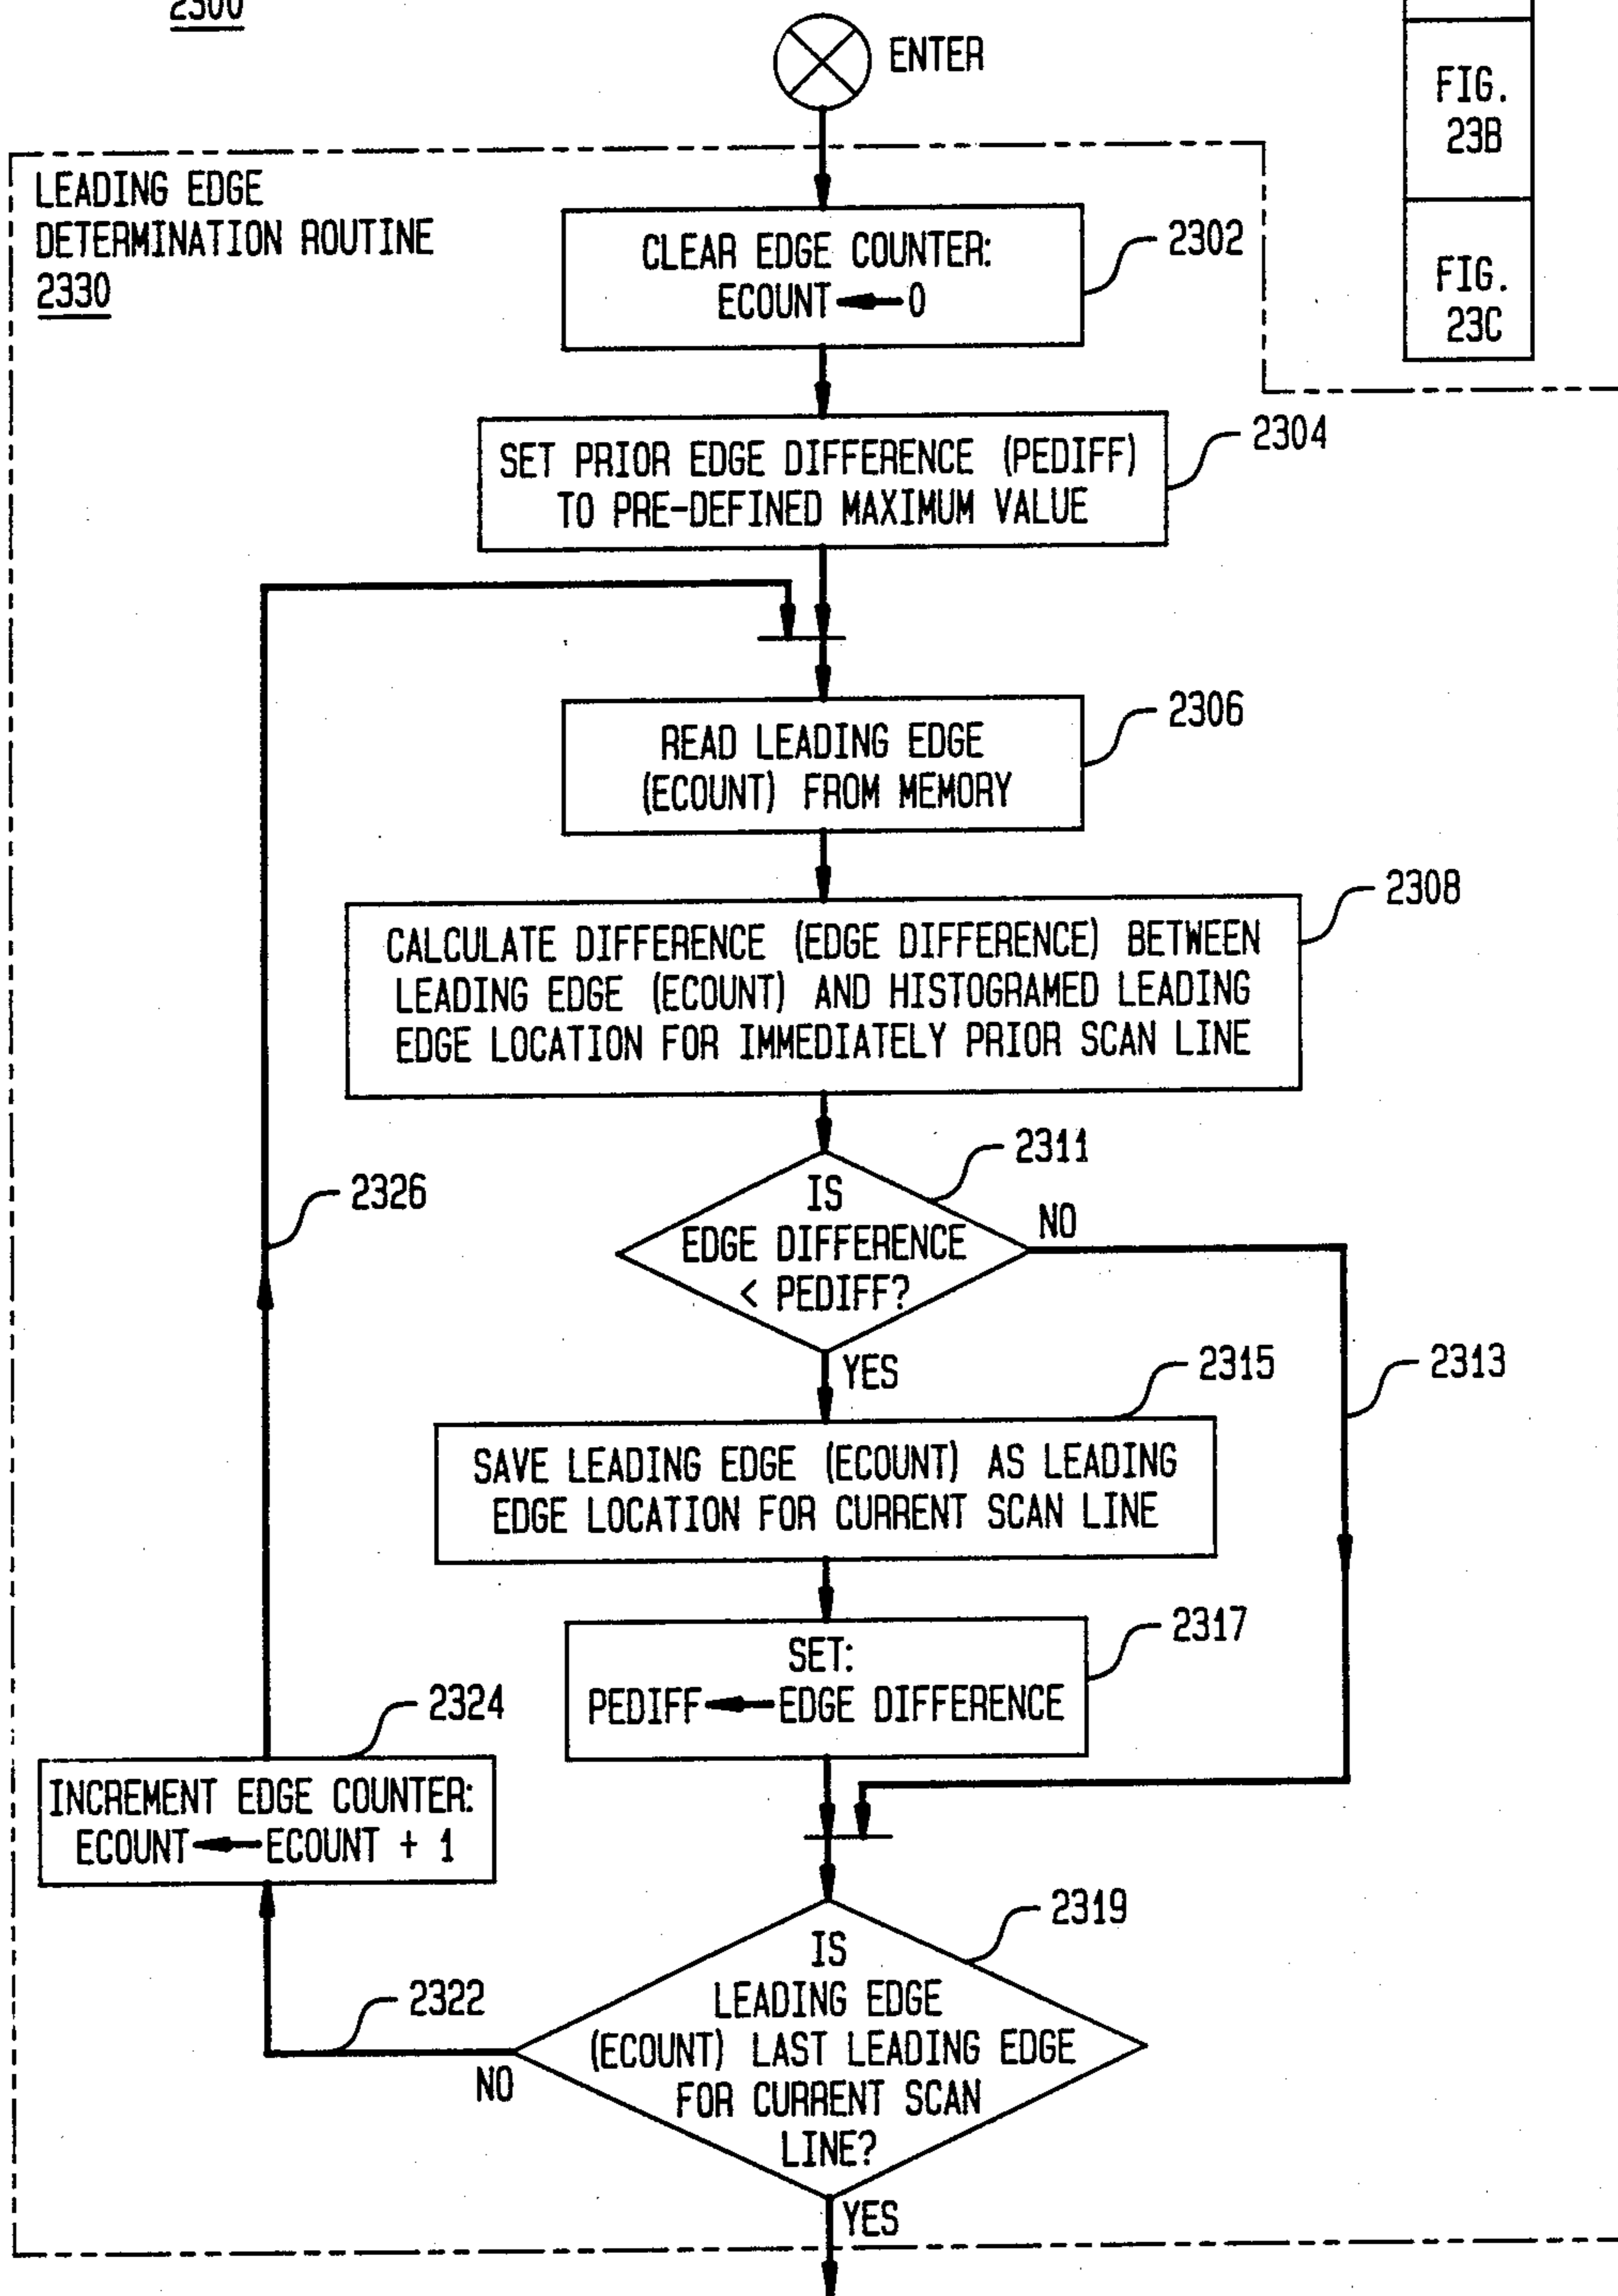 2300
ENTER
FIG.
23B
FIG.
23C
LEADING EDGE
DETERMINATION ROUTINE
2330
CLEAR EDGE COUNTER:
ECOUNT ← 0
2302
SET PRIOR EDGE DIFFERENCE (PEDIFF)
TO PRE-DEFINED MAXIMUM VALUE
2304
READ LEADING EDGE
(ECOUNT) FROM MEMORY
2306
CALCULATE DIFFERENCE (EDGE DIFFERENCE) BETWEEN
LEADING EDGE (ECOUNT) AND HISTOGRAMED LEADING
EDGE LOCATION FOR IMMEDIATELY PRIOR SCAN LINE
2308
IS
EDGE DIFFERENCE
< PEDIFF?
2311
NO
YES
2326
2313
SAVE LEADING EDGE (ECOUNT) AS LEADING
EDGE LOCATION FOR CURRENT SCAN LINE
2315
SET:
PEDIFF ← EDGE DIFFERENCE
2317
INCREMENT EDGE COUNTER:
ECOUNT ← ECOUNT + 1
2324
IS
LEADING EDGE
(ECOUNT) LAST LEADING EDGE
FOR CURRENT SCAN
LINE?
2319
2322
NO
YES